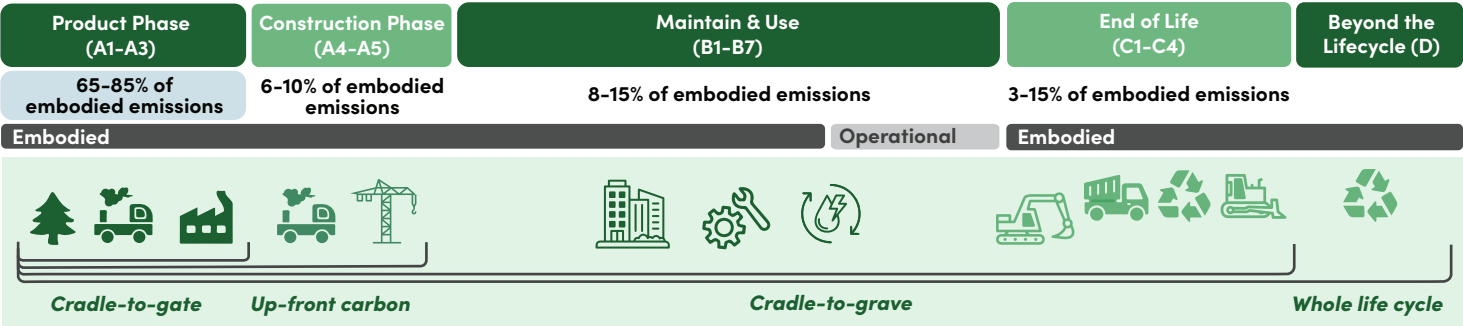 Product Phase
(A1-A3)
Construction Phase
(A4-A5)
Maintain & Use
(B1-B7)
End of Life
(C1-C4)
Beyond the
Lifecycle (D)
65-85% of
embodied emissions
6-10% of embodied
emissions
8-15% of embodied emissions
3-15% of embodied emissions
Embodied
Operational
Embodied
Cradle-to-gate
Up-front carbon
Cradle-to-grave
Whole life cycle